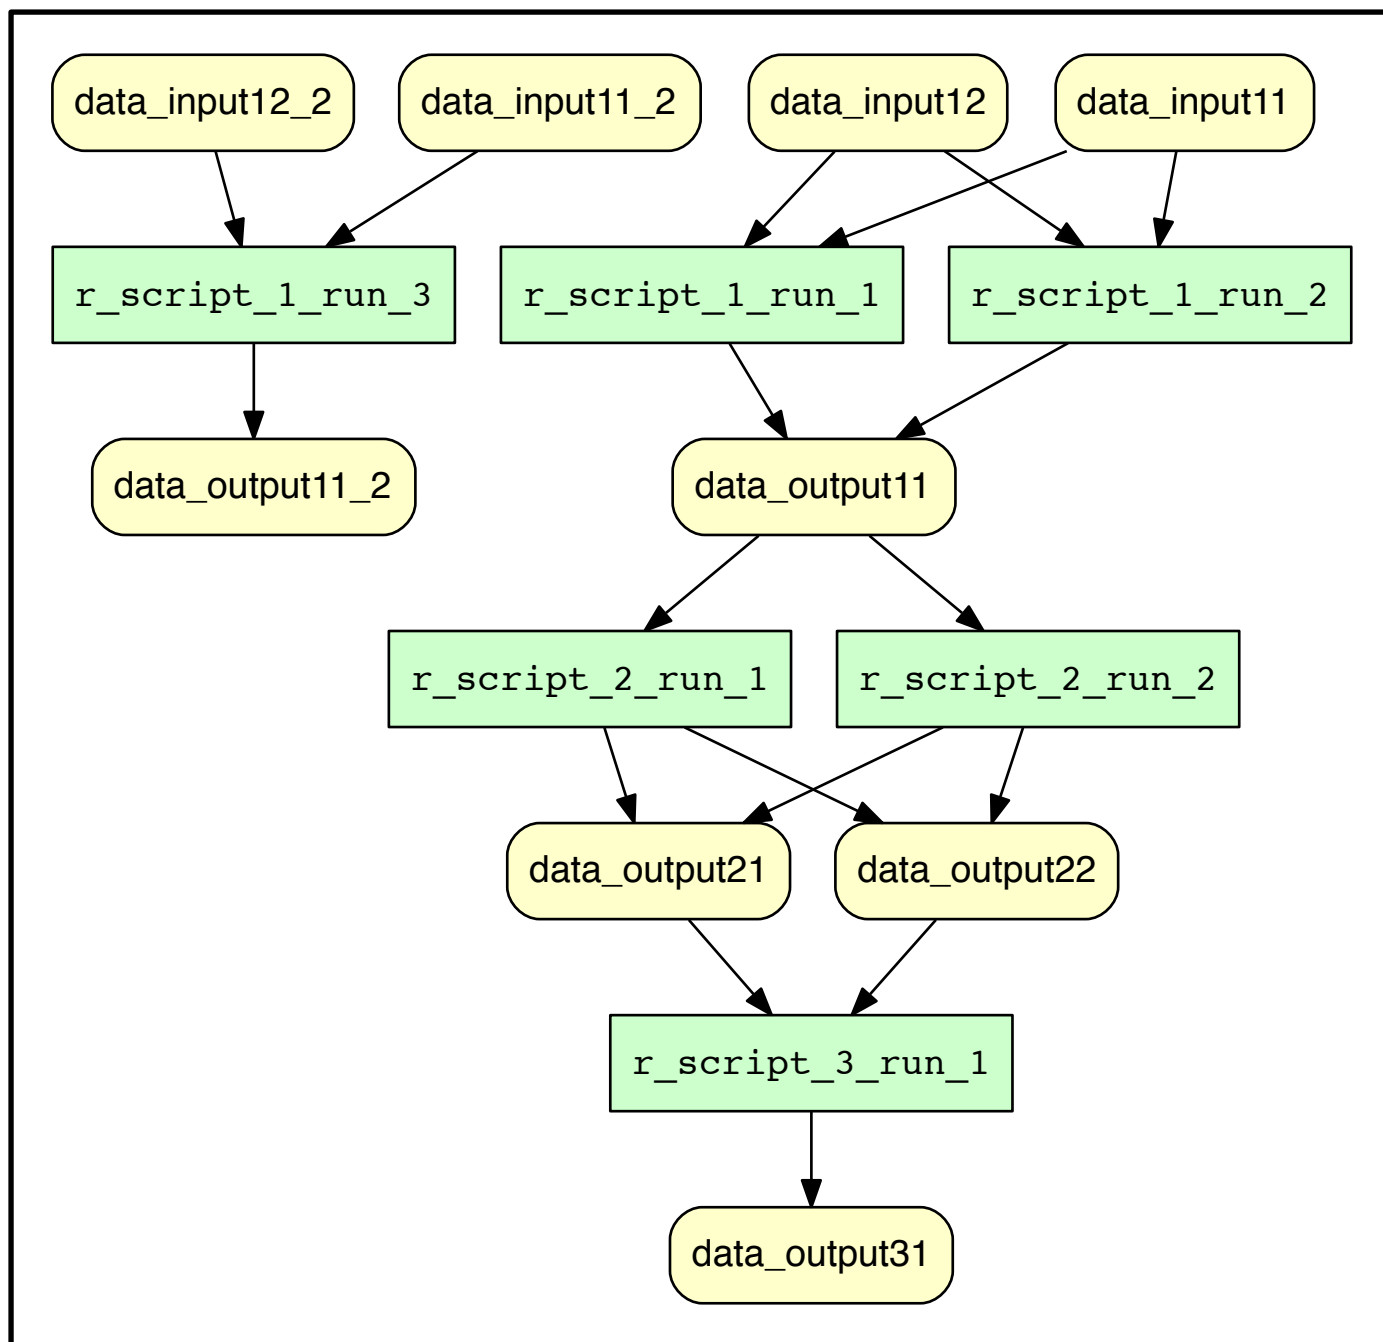 data_input12_2
data_input11_2
data_input12
data_input11
r_script_1_run_3
r_script_1_run_1
r_script_1_run_2
data_output11_2
data_output11
r_script_2_run_1
r_script_2_run_2
data_output21
data_output22
r_script_3_run_1
data_output31